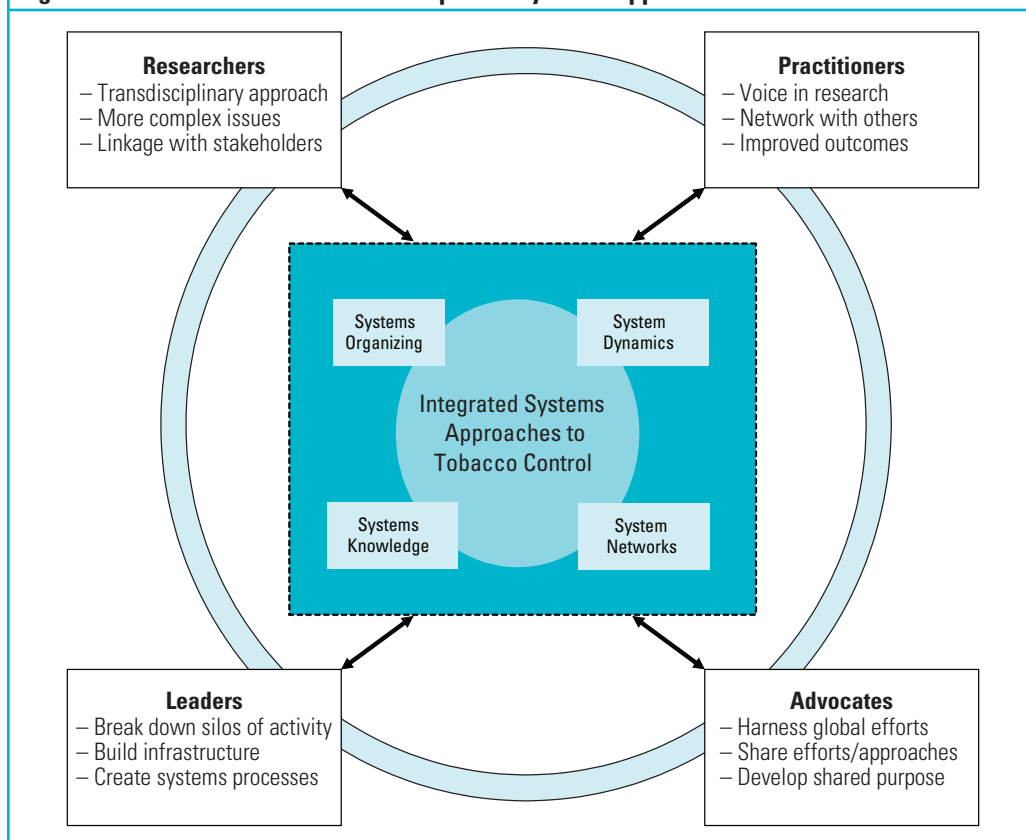 Researchers
– Transdisciplinary approach
– More complex issues
– Linkage with stakeholders
Practitioners
– Voice in research
– Network with others
– Improved outcomes
Systems
Organizing
System
Dynamics
Integrated Systems
Approaches to
Tobacco Control
Systems
Knowledge
System
Networks
Leaders
– Break down silos of activity
– Build infrastructure
– Create systems processes
Advocates
– Harness global efforts
– Share efforts/approaches
– Develop shared purpose